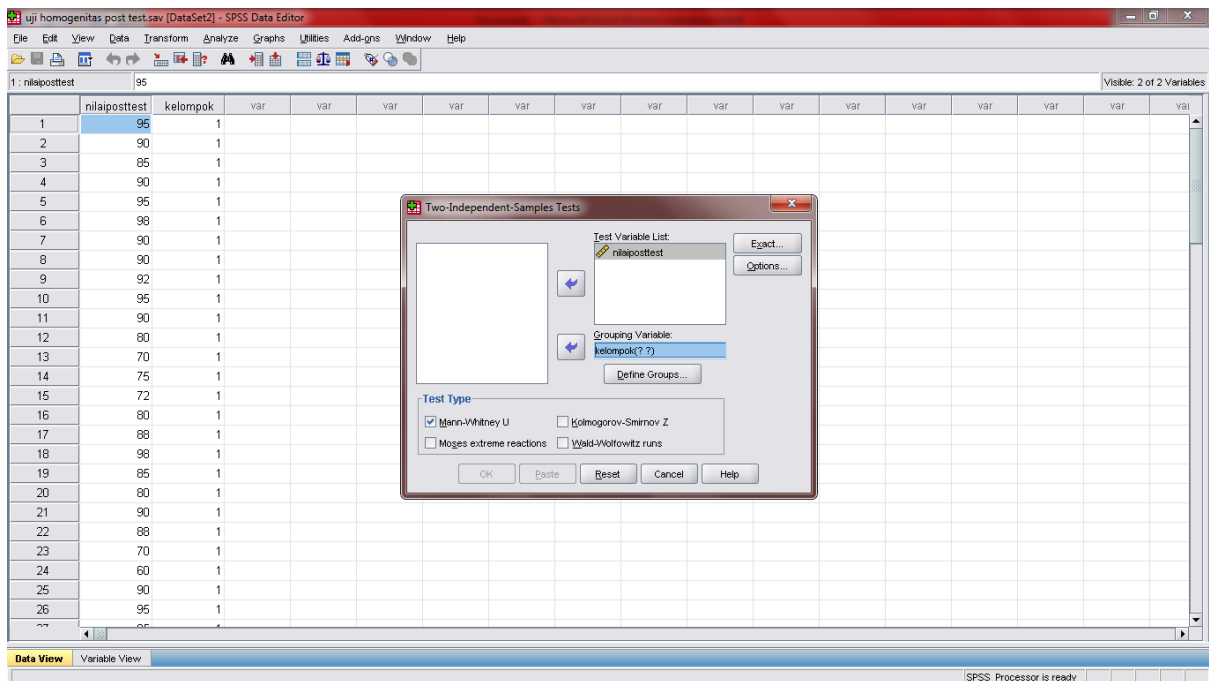 uji homogenitas post test.sav [DataSet2] - SPSS Data Editor
File Edit View Data Transform Analyze Graphs Utilities Add-ons Window Help
1 : nilaiposttest 95 Visible: 2 of 2 Variables
nilaiposttest kelompok var var var var var var var var var var var var var var
1 95 1
2 90 1
3 85 1
4 90 1
5 95 1
6 98 1
7 90 1
8 90 1
9 92 1
10 95 1
11 90 1
12 80 1
13 70 1
14 75 1
15 72 1
16 80 1
17 88 1
18 98 1
19 85 1
20 80 1
21 90 1
22 88 1
23 70 1
24 60 1
25 90 1
26 95 1
Two-Independent-Samples Tests
Test Variable List:
nilaiposttest
Exact...
Options...
Grouping Variable:
kelompok(? ?)
Define Groups...
Test Type
Mann-Whitney U Kolmogorov-Smirnov Z
Moses extreme reactions Wald-Wolfowitz runs
OK Paste Reset Cancel Help
Data View Variable View
SPSS Processor is ready